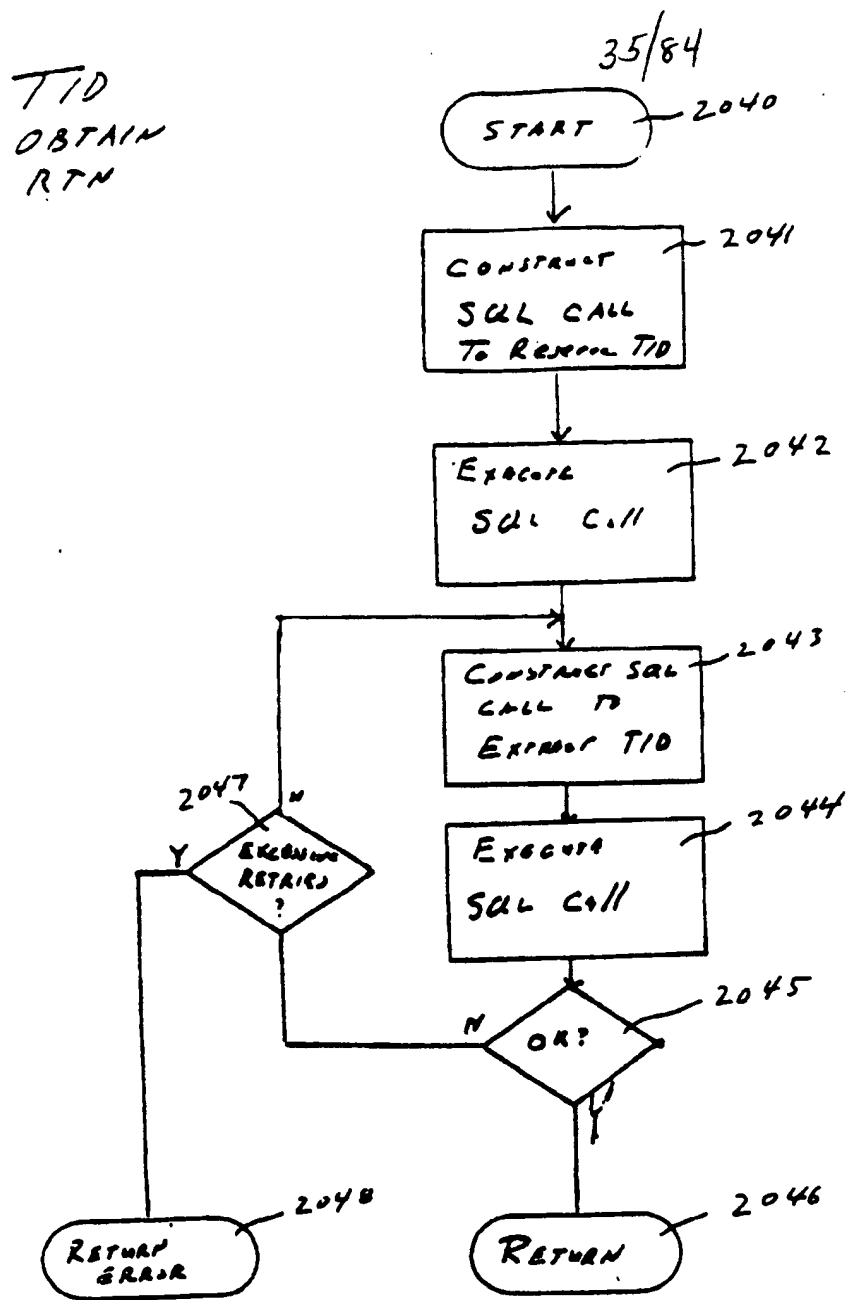 35/84
TID
OBTAIN
RTN
START
2040
CONSTRUCT
SQL CALL
To Reserve TID
2041
EXECUTE
SQL Call
2042
CONSTRUCT SQL
CALL TO
EXTRACT TID
2043
EXECUTE
SQL Call
2044
OK?
2045
N
Y
2047
N
Y
RETRIES
?
RETURN
ERROR
2048
RETURN
2046